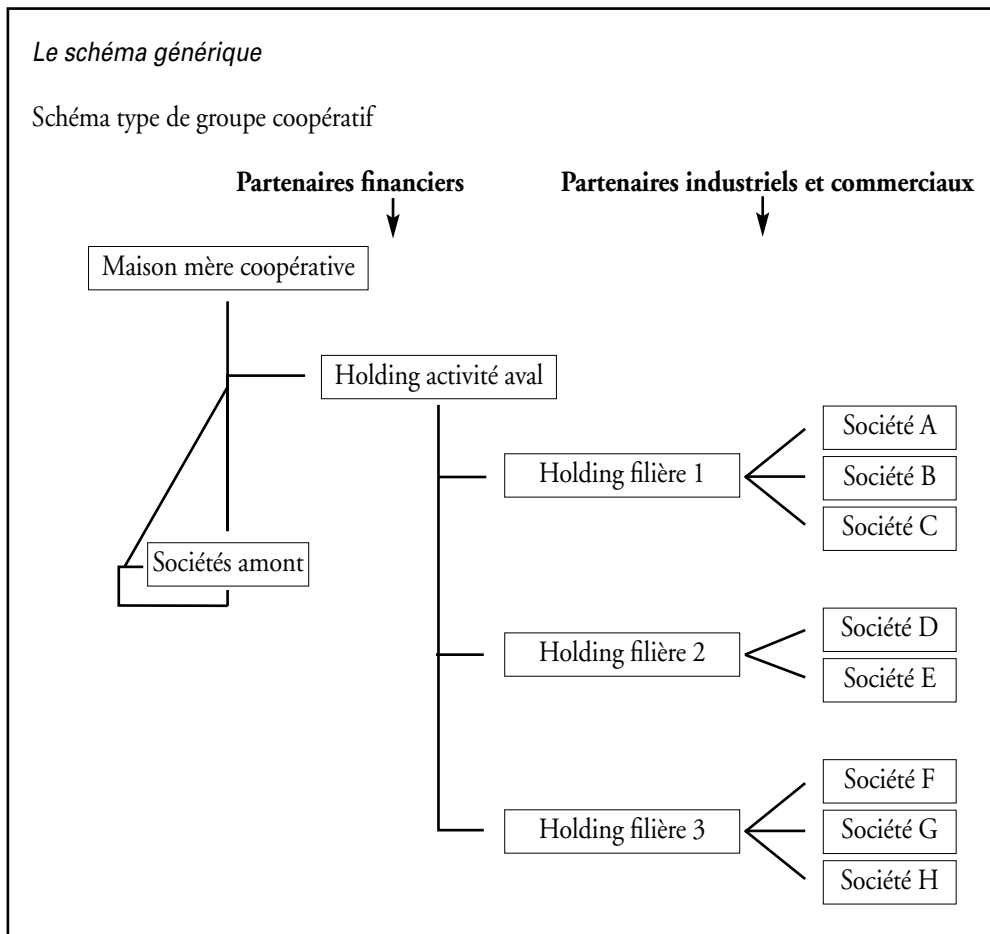 Le schéma générique
Schéma type de groupe coopératif
Partenaires financiers
Partenaires industriels et commerciaux
Maison mère coopérative
Holding activité aval
Société A
Holding filière 1
Société B
Société C
Sociétés amont
Société D
Holding filière 2
Société E
Société F
Holding filière 3
Société G
Société H